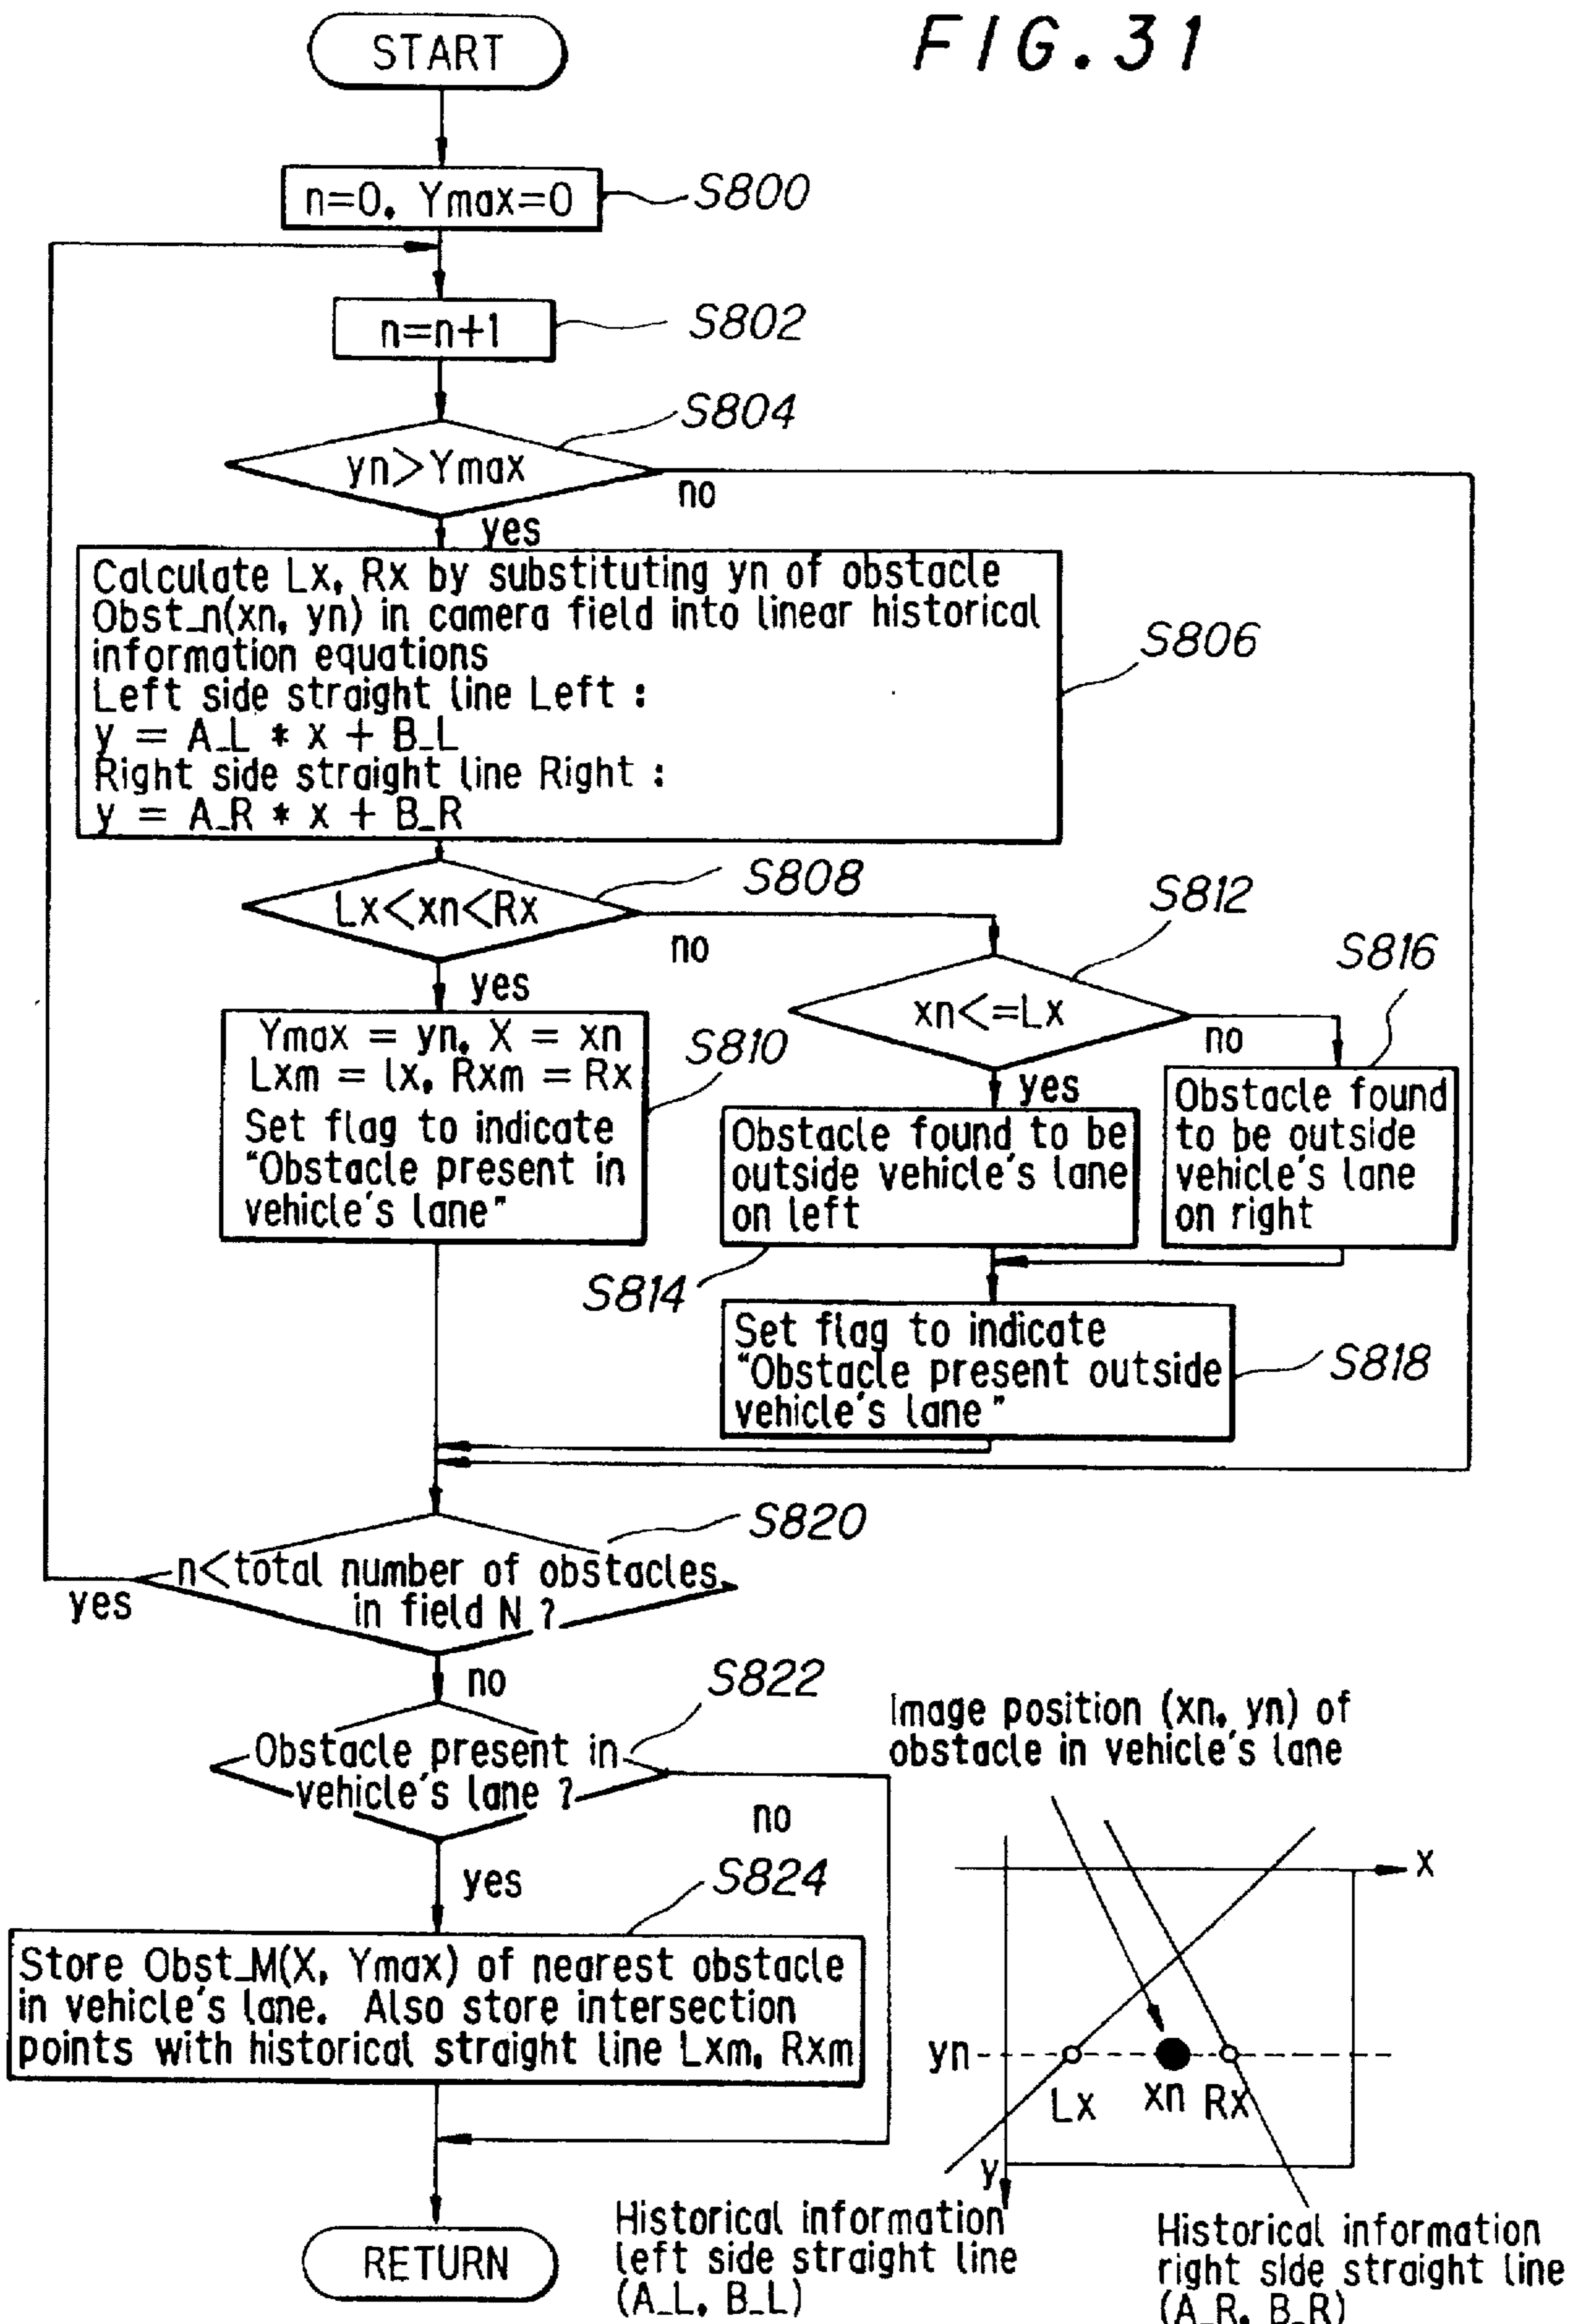 FIG.31
START
n=0, Ymax=0
S800
n=n+1
S802
S804
yn>Ymax
no
yes
Calculate Lx, Rx by substituting yn of obstacle
Obst_n(xn, yn) in camera field into linear historical
information equations
Left side straight line Left :
y = A_L * x + B_L
Right side straight line Right :
y = A_R * x + B_R
S806
S808
Lx<xn<Rx
no
yes
S812
xn<=Lx
no
yes
S816
Ymax = yn, X = xn
Lxm = lx, Rxm = Rx
Set flag to indicate
"Obstacle present in
vehicle's lane"
S810
Obstacle found to be
outside vehicle's lane
on left
S814
Obstacle found
to be outside
vehicle's lane
on right
Set flag to indicate
"Obstacle present outside
vehicle's lane"
S818
S820
n<total number of obstacles
in field N ?
yes
no
S822
Obstacle present in
vehicle's lane ?
no
yes
S824
Store Obst_M(X, Ymax) of nearest obstacle
in vehicle's lane. Also store intersection
points with historical straight line Lxm, Rxm
RETURN
Image position (xn, yn) of
obstacle in vehicle's lane
x
yn
Lx xn Rx
y
Historical information
left side straight line
(A_L, B_L)
Historical information
right side straight line
(A_R, B_R)